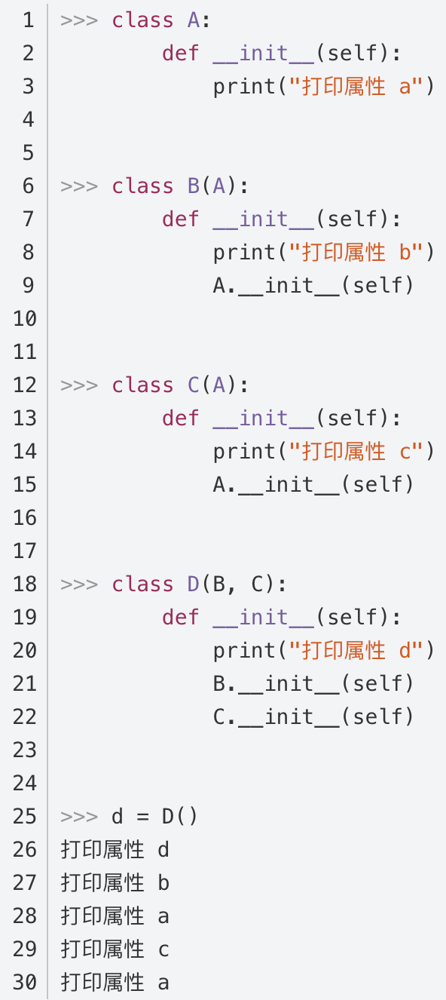 1 >>> class A:
2         def __init__(self):
3             print("打印属性 a")
4
5
6 >>> class B(A):
7         def __init__(self):
8             print("打印属性 b")
9             A.__init__(self)
10
11
12 >>> class C(A):
13         def __init__(self):
14             print("打印属性 c")
15             A.__init__(self)
16
17
18 >>> class D(B, C):
19         def __init__(self):
20             print("打印属性 d")
21             B.__init__(self)
22             C.__init__(self)
23
24
25 >>> d = D()
26 打印属性 d
27 打印属性 b
28 打印属性 a
29 打印属性 c
30 打印属性 a